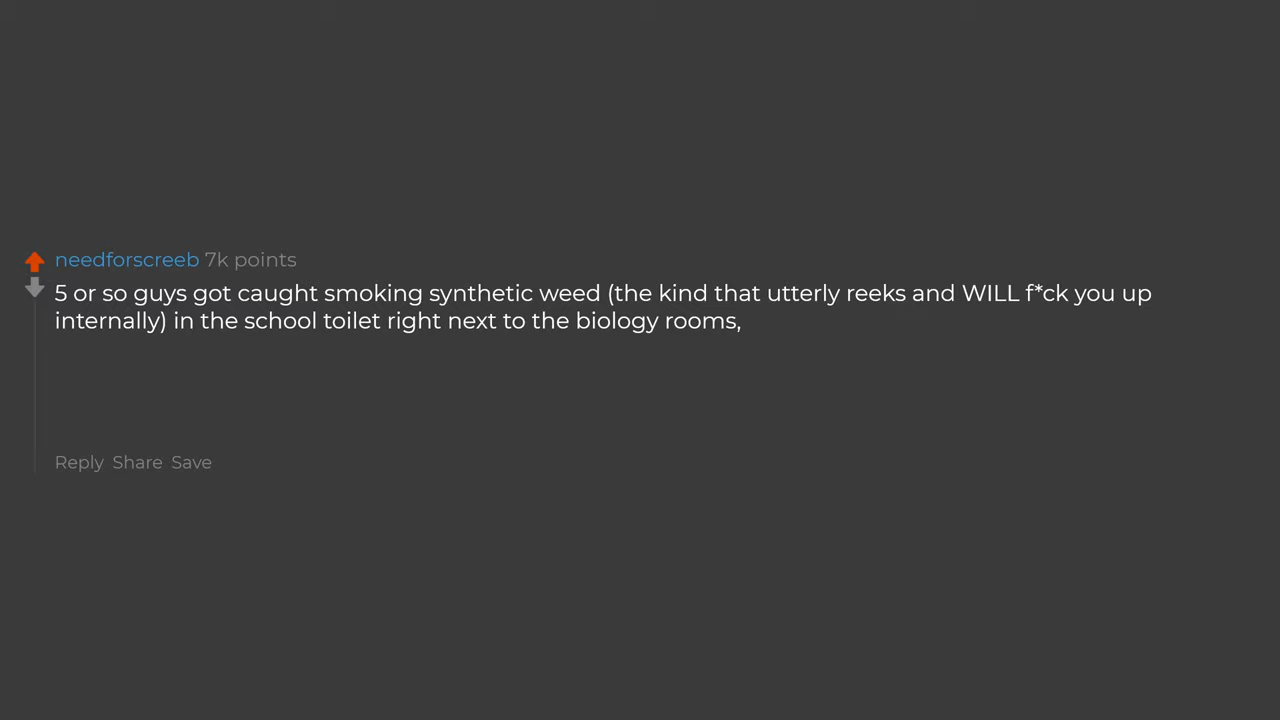 needforscreeb 7k points
5 or so guys got caught smoking synthetic weed (the kind that utterly reeks and WILL f*ck you up
internally) in the school toilet right next to the biology rooms,
Reply Share Save